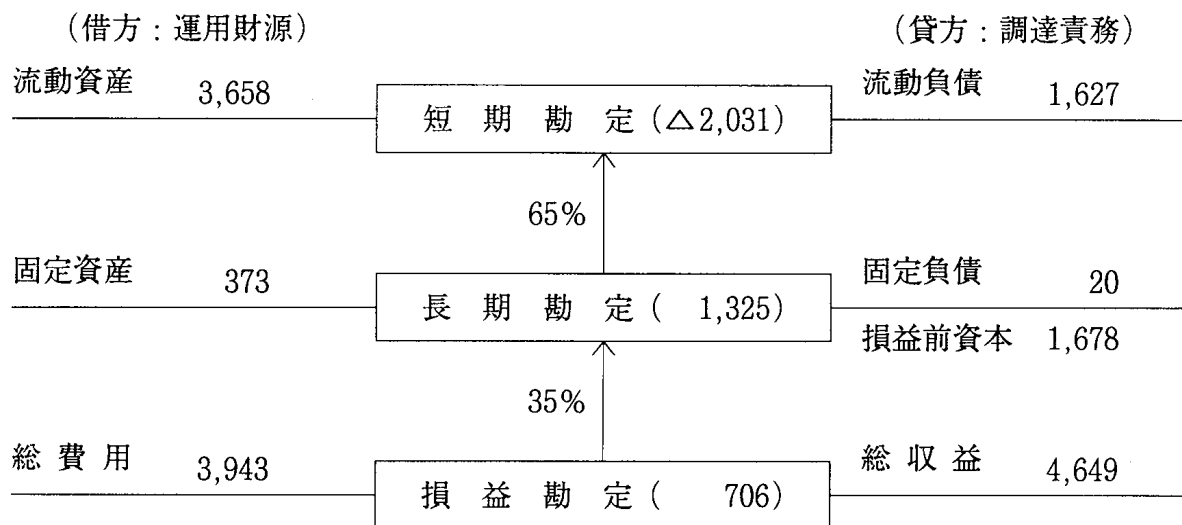 （借方：運用財源） （貸方：調達責務）
流動資産 3,658 短期勘定(△2,031) 流動負債 1,627
65%
固定資産 373 長期勘定( 1,325) 固定負債 20
損益前資本 1,678
35%
総費用 3,943 損益勘定( 706) 総収益 4,649